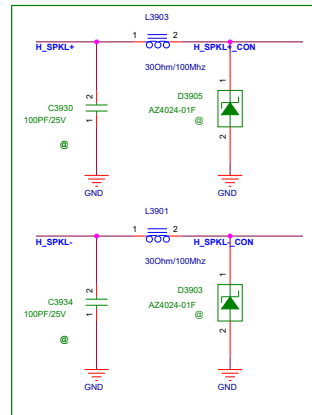 L3903
1 2
H_SPKL+ H_SPKL+_CON
30Ohm/100Mhz
2
C3930
100PF/25V
1
@
1
D3905
AZ4024-01F
@
2
GND GND
L3901
1 2
H_SPKL- H_SPKL-_CON
30Ohm/100Mhz
2
C3934
100PF/25V
1
@
1
D3903
AZ4024-01F
@
2
GND GND